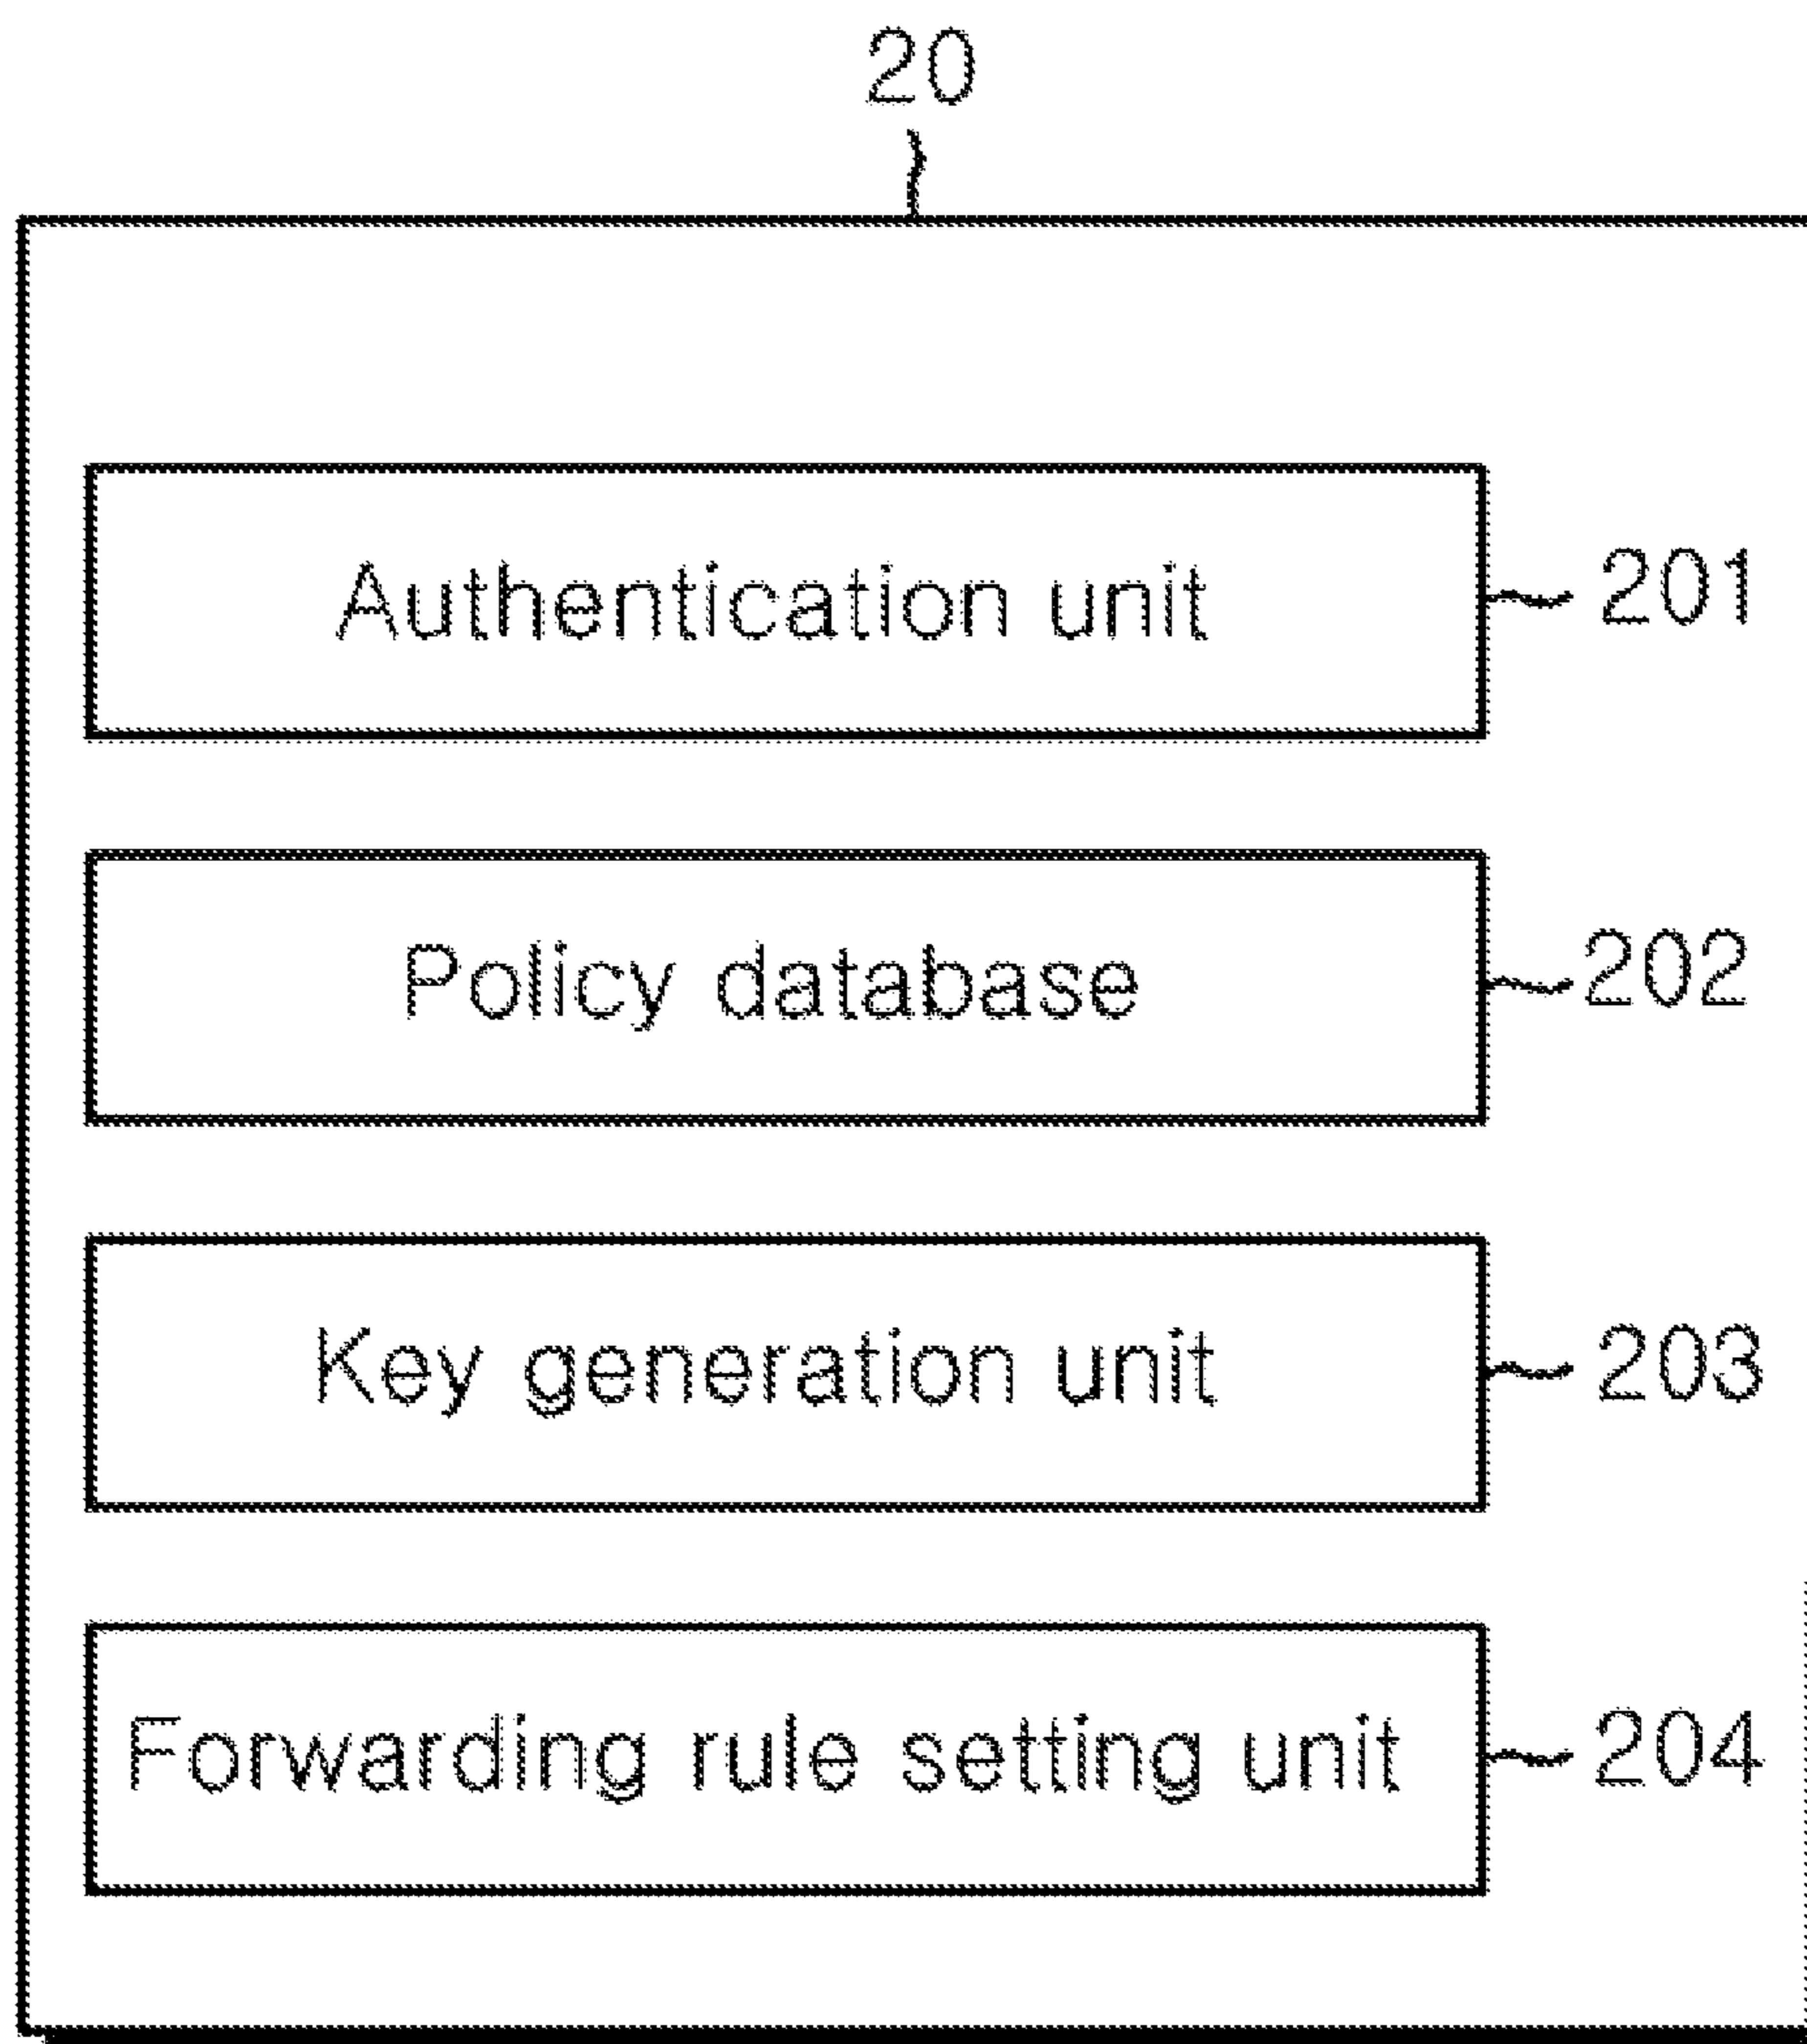 20
Authentication unit 201
Policy database 202
Key generation unit 203
Forwarding rule setting unit 204